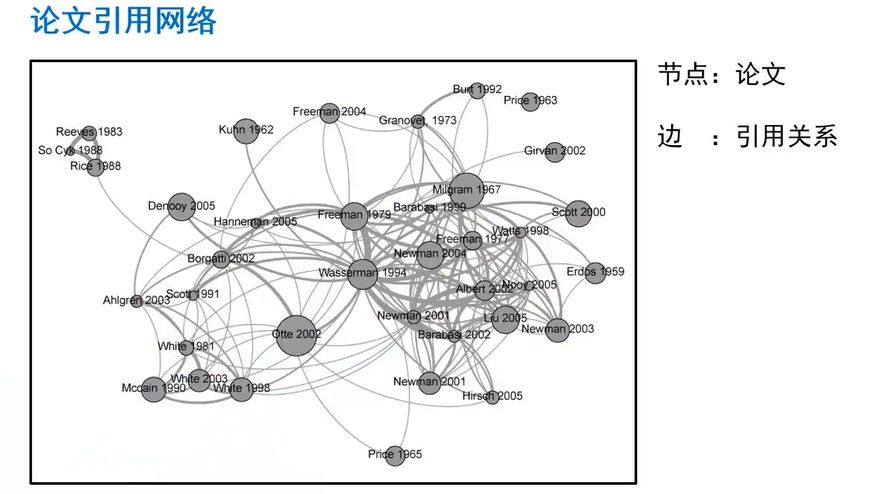 论文引用网络
节点：论文
边　：引用关系
Burt 1992
Price 1963
Freeman 2004
Granovet, 1973
Kuhn 1962
Reeves 1983
So Cyk 1988
Rice 1988
Girvan 2002
Milgram 1967
Denooy 2005
Barabasi 1999
Scott 2000
Freeman 1979
Hanneman 2005
Watts 1998
Freeman 1977
Newman 2004
Borgatti 2002
Wasserman 1994
Erdos 1959
Albert 2002
Nooy 2005
Scott 1991
Ahlgren 2003
Newman 2001
Liu 2005
Newman 2003
Otte 2002
Barabasi 2002
White 1981
White 2003
Newman 2001
Mccain 1990
White 1998
Hirsch 2005
Price 1965